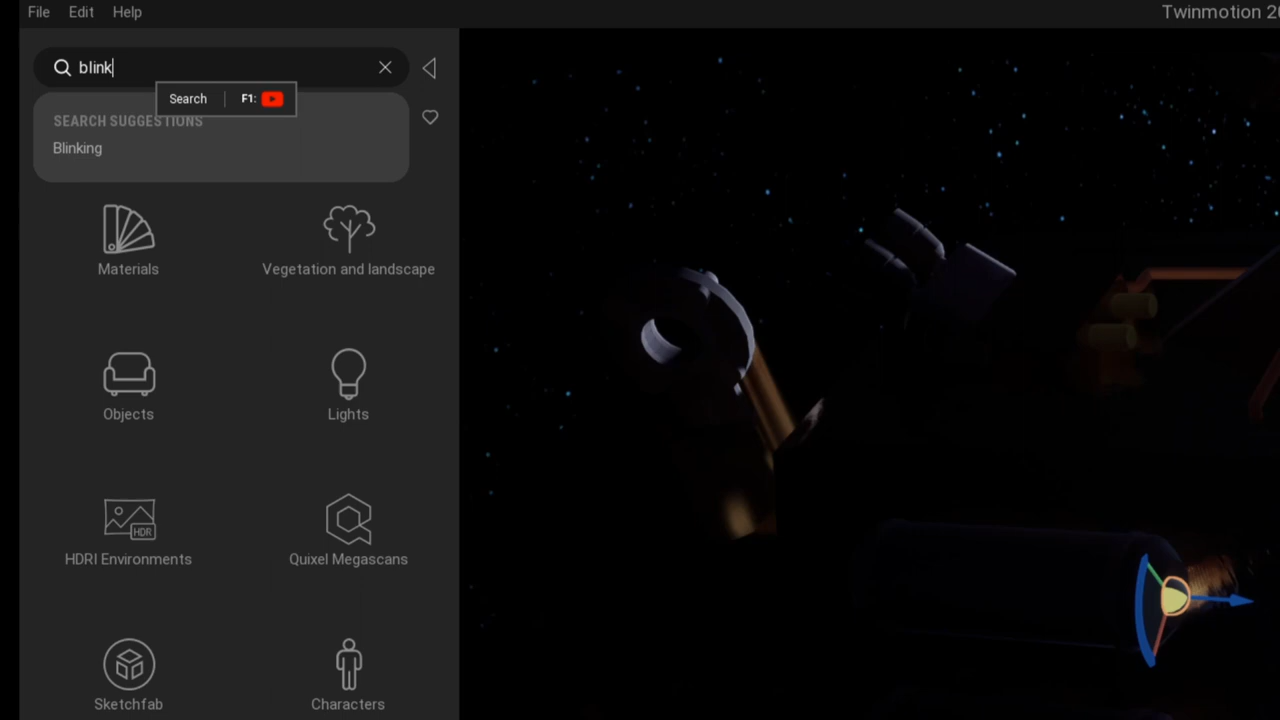 File Edit Help
Twinmotion 20
blink
Search F1:
SEARCH SUGGESTIONS
Blinking
Materials
Vegetation and landscape
Objects
Lights
HDR
HDRI Environments
Quixel Megascans
Sketchfab
Characters